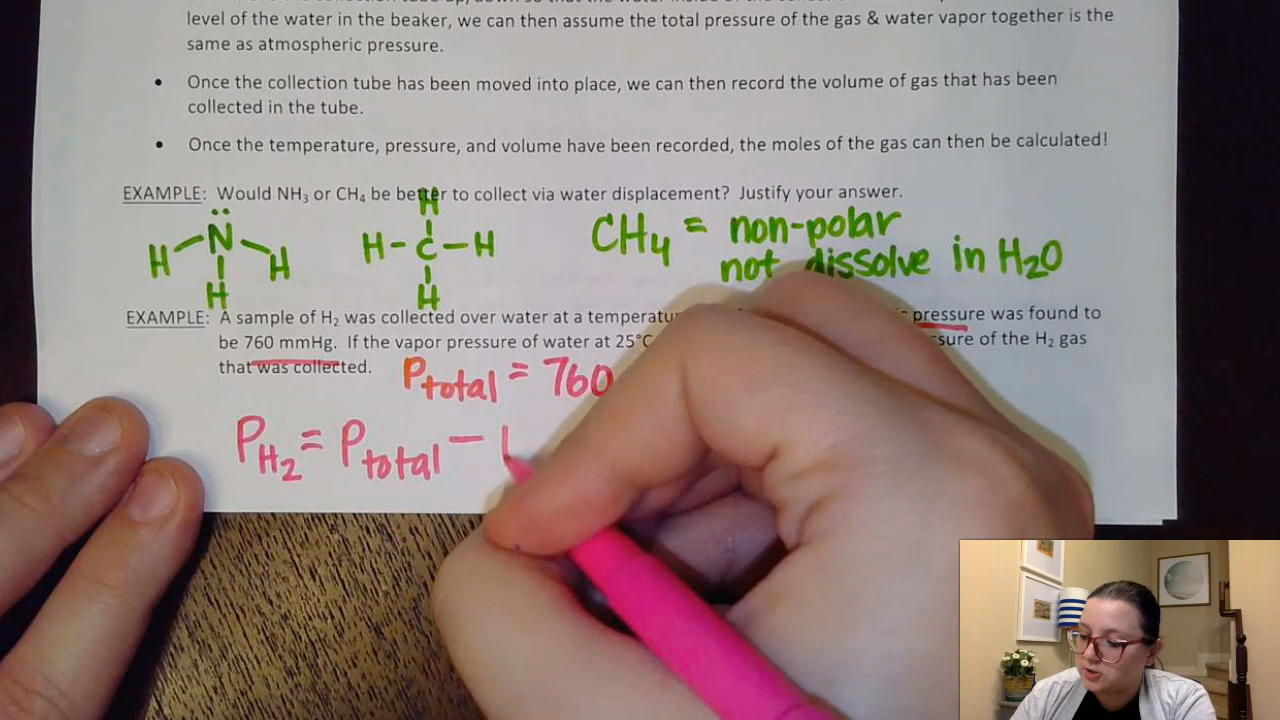 level of the water in the beaker, we can then assume the total pressure of the gas & water vapor together is the
same as atmospheric pressure.
• Once the collection tube has been moved into place, we can then record the volume of gas that has been
collected in the tube.
• Once the temperature, pressure, and volume have been recorded, the moles of the gas can then be calculated!
EXAMPLE: Would NH₃ or CH₄ be better to collect via water displacement? Justify your answer.
H
N
H-C-H
CH4 = non-polar
H H
not dissolve in H2O
H
H
EXAMPLE: A sample of H₂ was collected over water at a pressure was found to
be 760 mmHg. If the vapor pressure of water at 25°C of the H₂ gas
that was collected.
Ptotal = 760
PH2 = Ptotal -